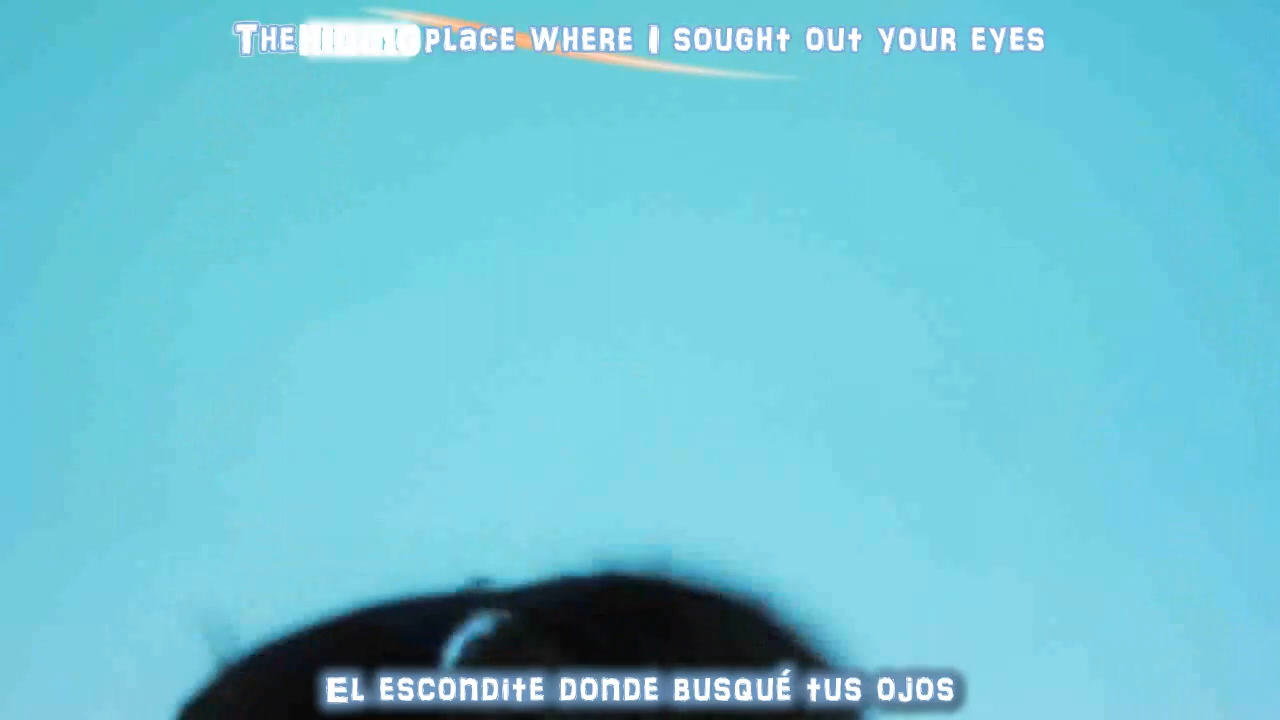 The place where I sought out your eyes
El escondite donde busqué tus ojos